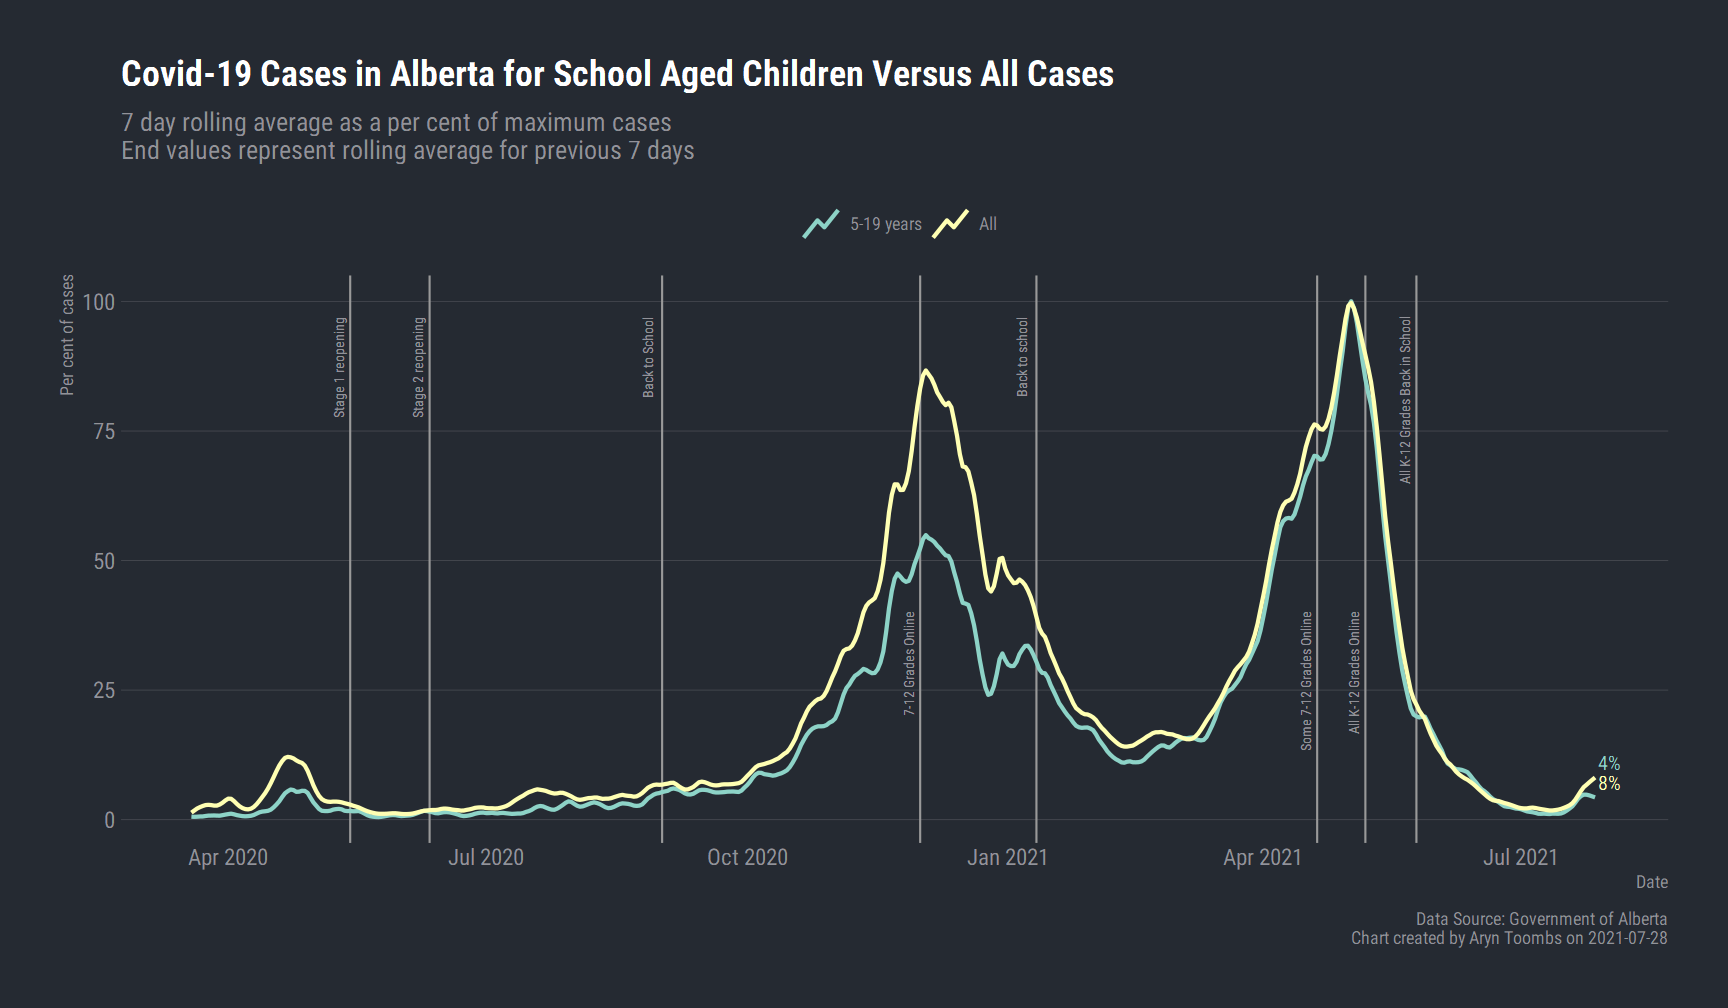 Covid-19 Cases in Alberta for School Aged Children Versus All Cases
7 day rolling average as a per cent of maximum cases
End values represent rolling average for previous 7 days
5-19 years
All
Per cent of cases
100
75
50
25
0
Stage 1 reopening
Stage 2 reopening
Back to School
7-12 Grades Online
Back to school
Some 7-12 Grades Online
All K-12 Grades Online
All K-12 Grades Back in School
4%
8%
Apr 2020
Jul 2020
Oct 2020
Jan 2021
Apr 2021
Jul 2021
Date
Data Source: Government of Alberta
Chart created by Aryn Toombs on 2021-07-28